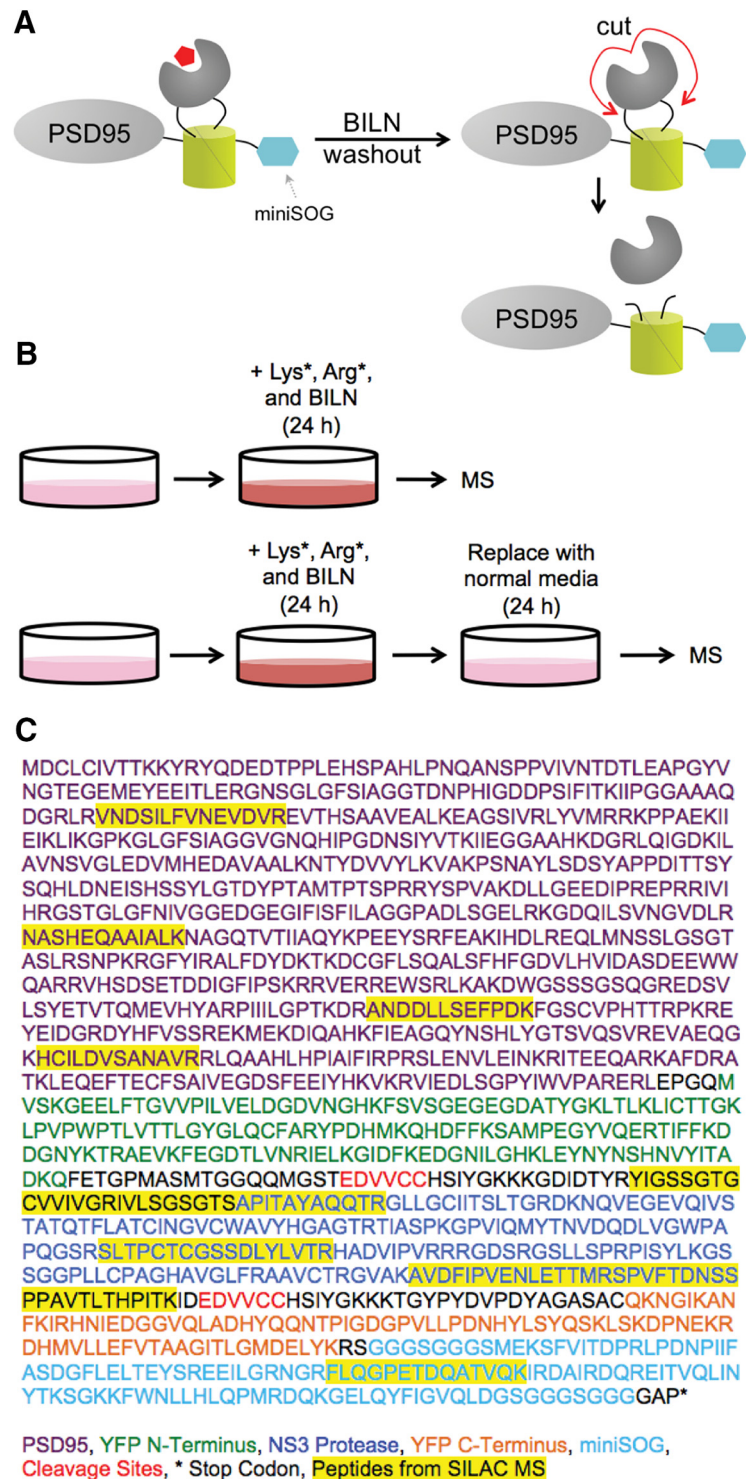 A
cut
PSD95
BILN
washout
PSD95
miniSOG
PSD95
B
+ Lys*, Arg*,
and BILN
(24 h)
MS
+ Lys*, Arg*,
and BILN
(24 h)
Replace with
normal media
(24 h)
MS
C
MDCLCIVTTKKYRYQDEDTPPLEHSPAHLPNQANSPPVIVNTDTLEAPGYV
NGTEGEMEYEEITLERGNSGLGFSIAGGTDNPHIGDDPSIFITKIIPGGAAAQ
DGRLRVNDSILFVNEVDVREVTHSAAVEALKEAGSIVRLYVMRRKPPAEKII
EIKLIKGPKGLGFSIAGGVGNQHIPGDNSIYVTKIIEGGAAHKDGRLQIGDKIL
AVNSVGLEDVMHEDAVAALKNTYDVVYLKVAKPSNAYLSDSYAPPDITTSY
SQHLDNEISHSSYLGTDYPTAMTPTSPRRYSPVAKDLLGEEDIPREPRRIVI
HRGSTGLGFNIVGGEDGEGIFISFILAGGPADLSGELRKGDQILSVNGVDLR
NASHEQAAIALKNAGQTVTIIAQYKPEEYSRFEAKIHDLREQLMNSSLGSGT
ASLRSNPKRGFYIRALFDYDKTKDCGFLSQALSFHFGDVLHVIDASDEEWW
QARRVHSDSETDDIGFIPSKRRVERREWSRLKAKDWGSSSGSQGREDSV
LSYETVTQMEVHYARPIIILGPTKDRANDDLLSEFPDKFGSCVPHTTRPKRE
YEIDGRDYHFVSSREKMEKDIQAHKFIEAGQYNSHLYGTSVQSVREVAEQG
KHCILDVSANAVRRLQAAHLHPIAIFIRPRSLENVLEINKRITEEQARKAFDRA
TKLEQEFTECFSAIVEGDSFEEIYHKVKRVIEDLSGPYIWVPARERLEPGQM
VSKGEELFTGVVPILVELDGDVNGHKFSVSGEGEGDATYGKLTLKLICTTGK
LPVPWPTLVTTLGYGLQCFARYPDHMKQHDFFKSAMPEGYVQERTIFFKD
DGNYKTRAEVKFEGDTLVNRIELKGIDFKEDGNILGHKLEYNYNSHNVYITA
DKQFETGPMASMTGGQQMGSTEDVVCCHSIYGKKKGDIDTYRYIGSSGTG
CVVIVGRIVLSGSGTSAPITAYAQQTRGLLGCIITSLTGRDKNQVEGEVQIVS
TATQTFLATCINGVCWAVYHGAGTRTIASPKGPVIQMYTNVDQDLVGWPA
PQGSRSLTPCTCGSSDLYLVTRHADVIPVRRRGDSRGSLLSPRPISYLKGS
SGGPLLCPAGHAVGLFRAAVCTRGVAKAVDFIPVENLETTMRSPVFTDNSS
PPAVTLTHPITKIDEDVVCCHSIYGKKKTGYPYDVPDYAGASACQKNGIKAN
FKIRHNIEDGGVQLADHYQQNTPIGDGPVLLPDNHYLSYQSKLSKDPNEKR
DHMVLLEFVTAAGITLGMDELYKRSGGGSGGGSMEKSFVITDPRLPDNPIIF
ASDGFLELTEYSREEILGRNGRFLQGPETDQATVQKIRDAIRDQREITVQLIN
YTKSGKKFWNLLHLQPMRDQKGELQYFIGVQLDGSGGGSGGGGAP*
PSD95, YFP N-Terminus, NS3 Protease, YFP C-Terminus, miniSOG,
Cleavage Sites, * Stop Codon, Peptides from SILAC MS